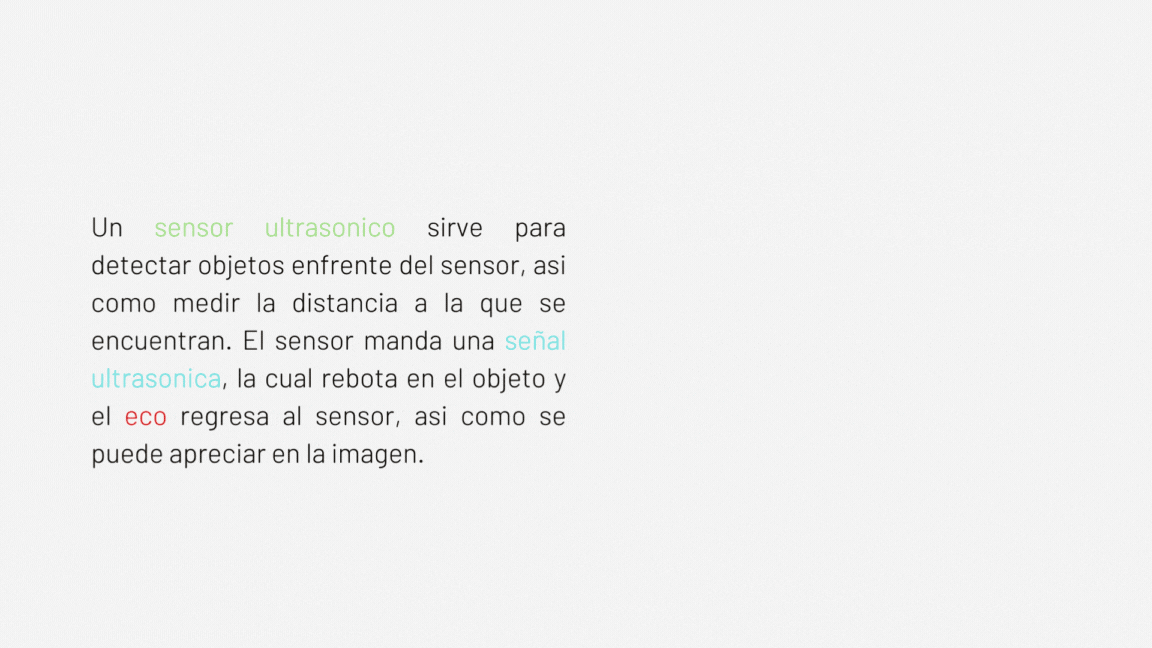 Un sensor ultrasonico sirve para
detectar objetos enfrente del sensor, asi
como medir la distancia a la que se
encuentran. El sensor manda una señal
ultrasonica, la cual rebota en el objeto y
el eco regresa al sensor, asi como se
puede apreciar en la imagen.